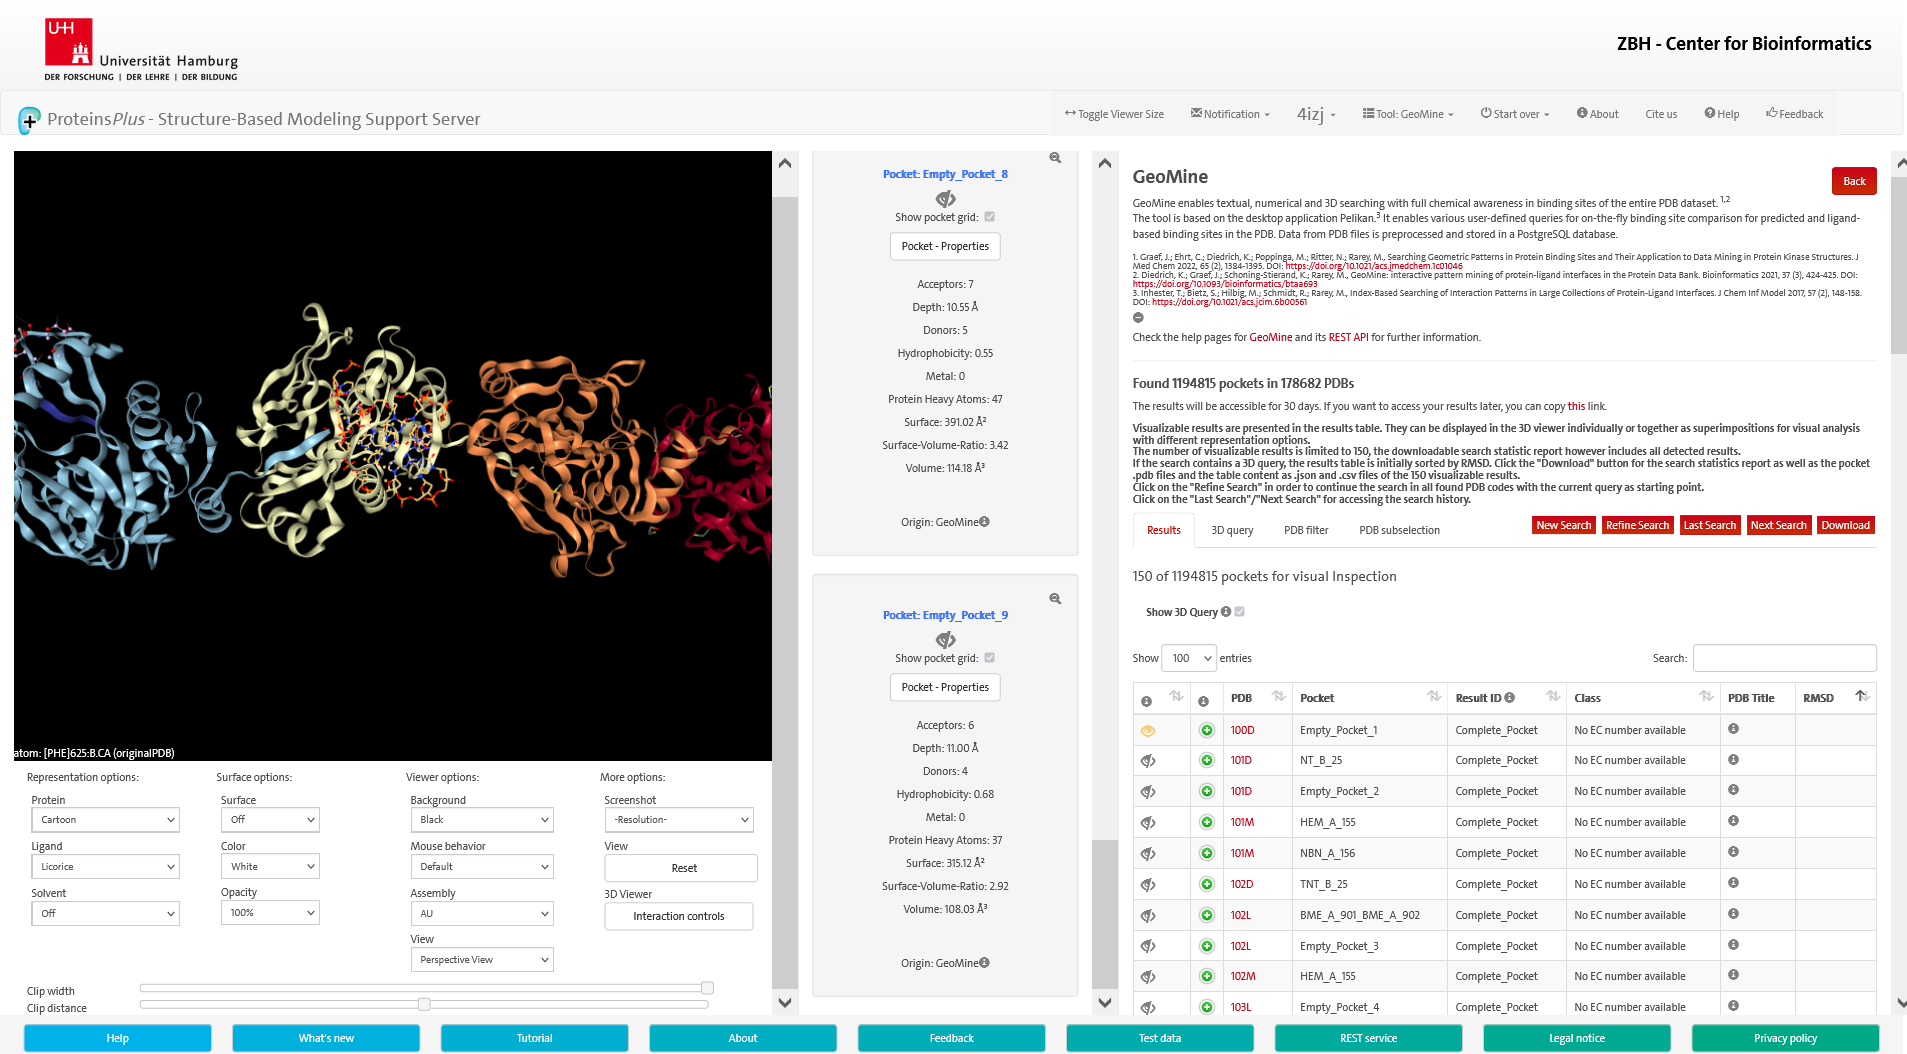 U-H
Universität Hamburg
DER FORSCHUNG | DER LEHRE | DER BILDUNG
ZBH - Center for Bioinformatics
ProteinsPlus - Structure-Based Modeling Support Server
Toggle Viewer Size
Notification
4izj
Tool: GeoMine
Start over
About
Cite us
Help
Feedback
atom: [PHE]625:B.CA (originalPDB)
Representation options:
Surface options:
Viewer options:
More options:
Protein
Cartoon
Ligand
Licorice
Solvent
Off
Surface
Off
Color
White
Opacity
100%
Background
Black
Mouse behavior
Default
Assembly
AU
View
Perspective View
Screenshot
-Resolution-
View
Reset
3D Viewer
Interaction controls
Clip width
Clip distance
Pocket: Empty_Pocket_8
Show pocket grid:
Pocket - Properties
Acceptors: 7
Depth: 10.55 Å
Donors: 5
Hydrophobicity: 0.55
Metal: 0
Protein Heavy Atoms: 47
Surface: 391.02 Å²
Surface-Volume-Ratio: 3.42
Volume: 114.18 Å³
Origin: GeoMine
Pocket: Empty_Pocket_9
Show pocket grid:
Pocket - Properties
Acceptors: 6
Depth: 11.00 Å
Donors: 4
Hydrophobicity: 0.68
Metal: 0
Protein Heavy Atoms: 37
Surface: 315.12 Å²
Surface-Volume-Ratio: 2.92
Volume: 108.03 Å³
Origin: GeoMine
GeoMine
Back
GeoMine enables textual, numerical and 3D searching with full chemical awareness in binding sites of the entire PDB dataset. 1,2
The tool is based on the desktop application Pelikan.3 It enables various user-defined queries for on-the-fly binding site comparison for predicted and ligand-
based binding sites in the PDB. Data from PDB files is preprocessed and stored in a PostgreSQL database.
1. Graef, J.; Ehrt, C.; Diedrich, K.; Poppinga, M.; Ritter, N.; Rarey, M., Searching Geometric Patterns in Protein Binding Sites and Their Application to Data Mining in Protein Kinase Structures. J
Med Chem 2022, 65 (2), 1384-1395. DOI: https://doi.org/10.1021/acs.jmedchem.1c01046
2. Diedrich, K.; Graef, J.; Schöning-Stierand, K.; Rarey, M., GeoMine: interactive pattern mining of protein-ligand interfaces in the Protein Data Bank. Bioinformatics 2021, 37 (3), 424-425. DOI:
https://doi.org/10.1093/bioinformatics/btaa693
3. Inhester, T.; Bietz, S.; Hilbig, M.; Schmidt, R.; Rarey, M., Index-Based Searching of Interaction Patterns in Large Collections of Protein-Ligand Interfaces. J Chem Inf Model 2017, 57 (2), 148-158.
DOI: https://doi.org/10.1021/acs.jcim.6b00561
Check the help pages for GeoMine and its REST API for further information.
Found 1194815 pockets in 178682 PDBs
The results will be accessible for 30 days. If you want to access your results later, you can copy this link.
Visualizable results are presented in the results table. They can be displayed in the 3D viewer individually or together as superimpositions for visual analysis
with different representation options.
The number of visualizable results is limited to 150, the downloadable search statistic report however includes all detected results.
If the search contains a 3D query, the results table is initially sorted by RMSD. Click the "Download" button for the search statistics report as well as the pocket
.pdb files and the table content as .json and .csv files of the 150 visualizable results.
Click on the "Refine Search" in order to continue the search in all found PDB codes with the current query as starting point.
Click on the "Last Search"/"Next Search" for accessing the search history.
Results
3D query
PDB filter
PDB subselection
New Search
Refine Search
Last Search
Next Search
Download
150 of 1194815 pockets for visual Inspection
Show 3D Query
Show 100 entries
Search:
PDB Pocket Result ID Class PDB Title RMSD
100D Empty_Pocket_1 Complete_Pocket No EC number available
101D NT_B_25 Complete_Pocket No EC number available
101D Empty_Pocket_2 Complete_Pocket No EC number available
101M HEM_A_155 Complete_Pocket No EC number available
101M NBN_A_156 Complete_Pocket No EC number available
102D TNT_B_25 Complete_Pocket No EC number available
102L BME_A_901_BME_A_902 Complete_Pocket No EC number available
102L Empty_Pocket_3 Complete_Pocket No EC number available
102M HEM_A_155 Complete_Pocket No EC number available
103L Empty_Pocket_4 Complete_Pocket No EC number available
Help
What's new
Tutorial
About
Feedback
Test data
REST service
Legal notice
Privacy policy